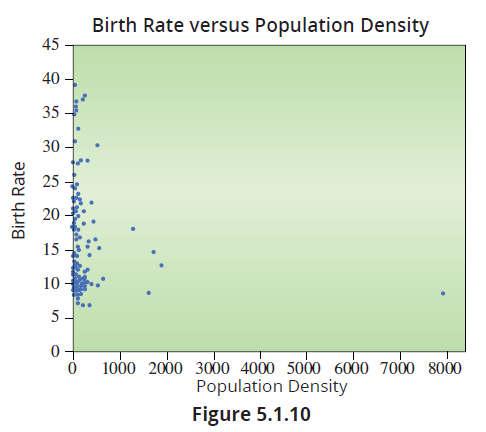 Birth Rate versus Population Density
45
40
35
30
25
20
15
10
5
0
Birth Rate
0 1000 2000 3000 4000 5000 6000 7000 8000
Population Density
Figure 5.1.10